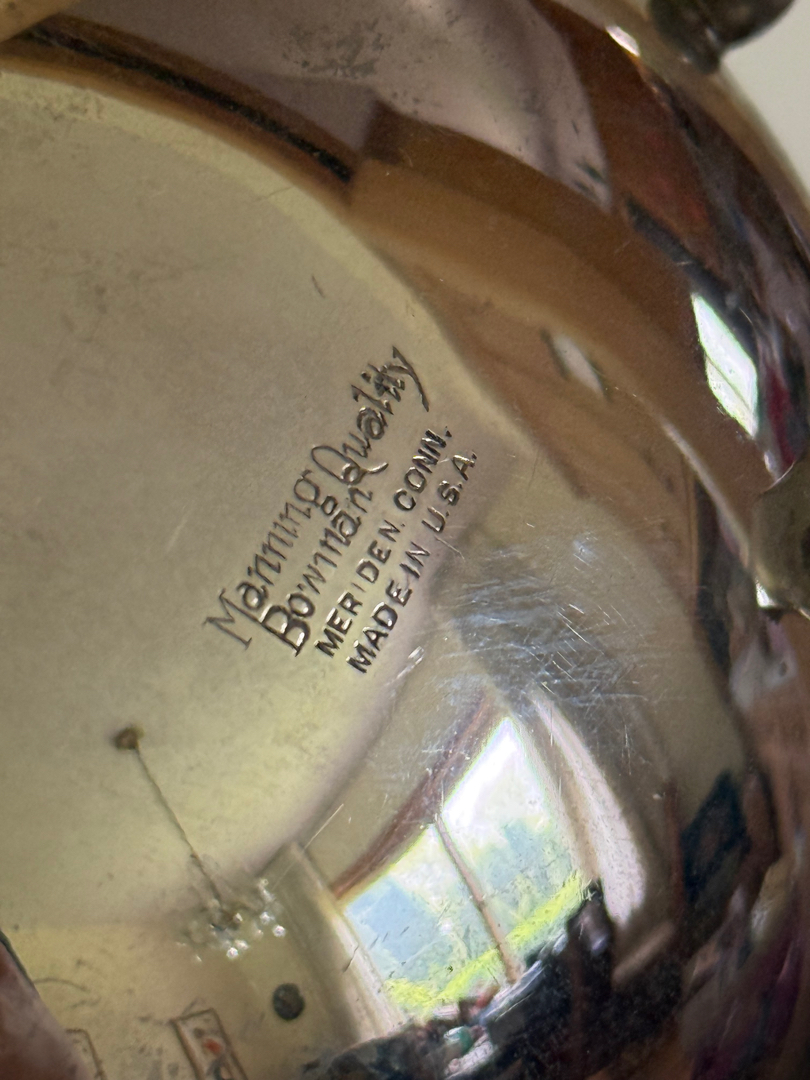 Manning
Bowman Quality
MERIDEN. CONN.
MADE IN U.S.A.